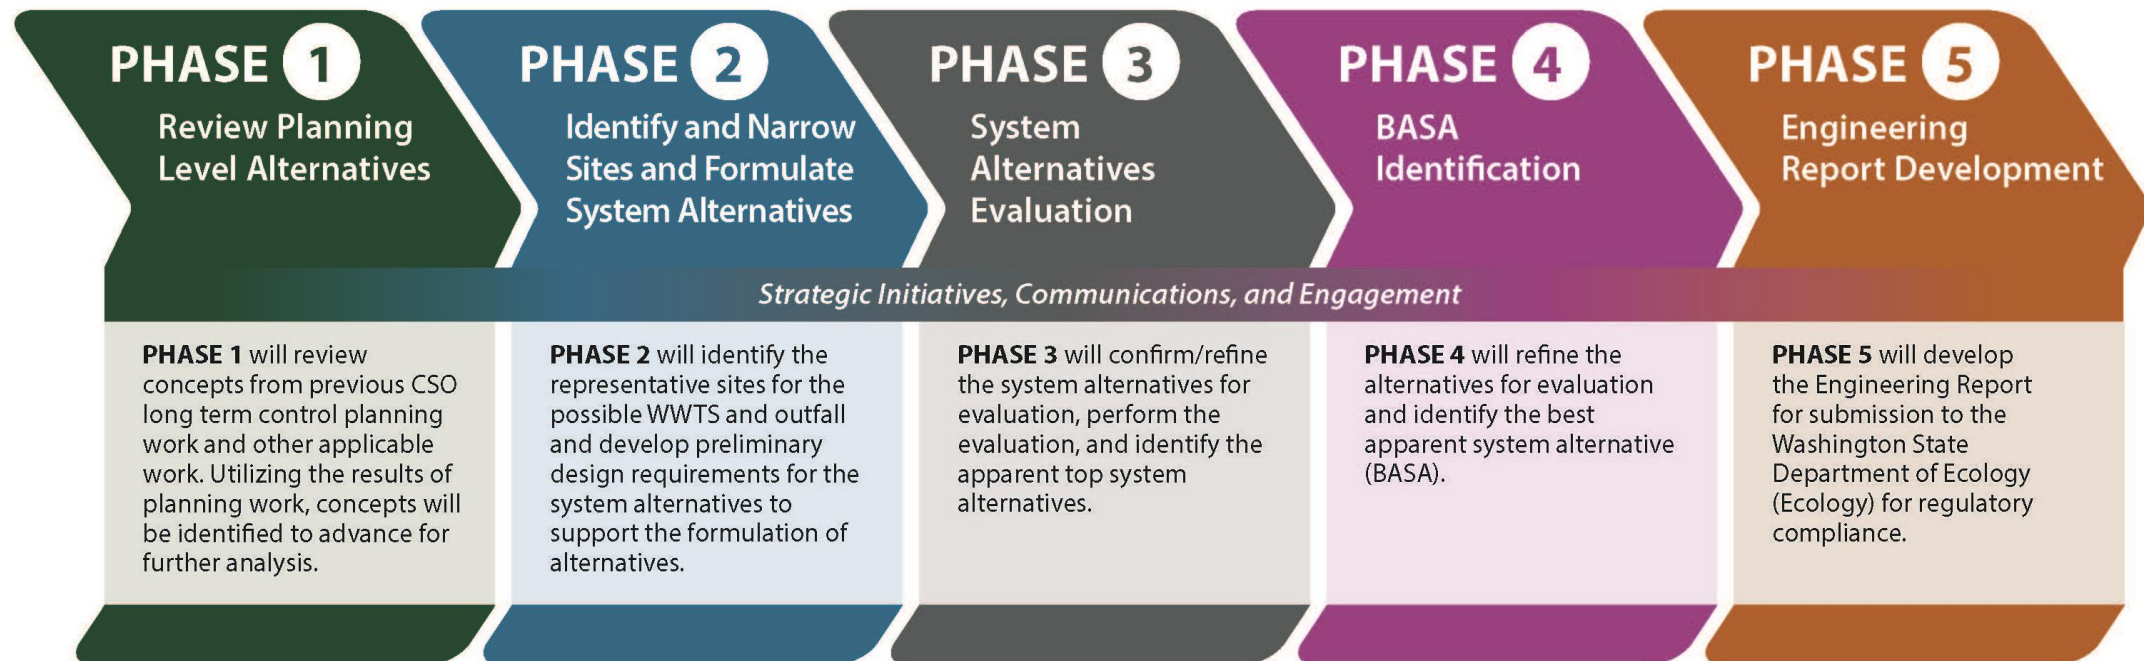 PHASE 1
Review Planning
Level Alternatives
PHASE 2
Identify and Narrow
Sites and Formulate
System Alternatives
PHASE 3
System
Alternatives
Evaluation
PHASE 4
BASA
Identification
PHASE 5
Engineering
Report Development
Strategic Initiatives, Communications, and Engagement
PHASE 1 will review
concepts from previous CSO
long term control planning
work and other applicable
work. Utilizing the results of
planning work, concepts will
be identified to advance for
further analysis.
PHASE 2 will identify the
representative sites for the
possible WWTS and outfall
and develop preliminary
design requirements for the
system alternatives to
support the formulation of
alternatives.
PHASE 3 will confirm/refine
the system alternatives for
evaluation, perform the
evaluation, and identify the
apparent top system
alternatives.
PHASE 4 will refine the
alternatives for evaluation
and identify the best
apparent system alternative
(BASA).
PHASE 5 will develop
the Engineering Report
for submission to the
Washington State
Department of Ecology
(Ecology) for regulatory
compliance.